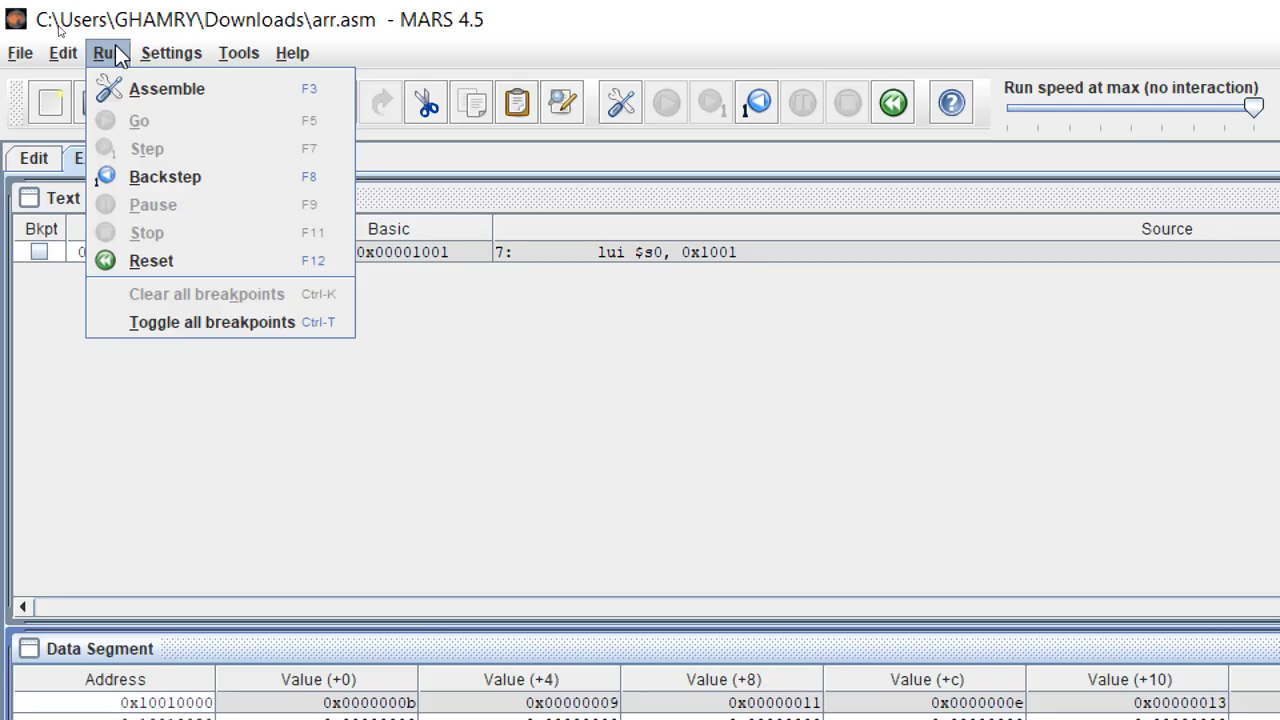 C:\Users\GHAMRY\Downloads\arr.asm - MARS 4.5
File Edit Run Settings Tools Help
Run speed at max (no interaction)
Assemble F3
Go F5
Step F7
Backstep F8
Pause F9
Stop F11
Reset F12
Clear all breakpoints Ctrl-K
Toggle all breakpoints Ctrl-T
Edit
Text
Bkpt Basic Source
0x00001001 7: lui $s0, 0x1001
Data Segment
Address Value (+0) Value (+4) Value (+8) Value (+c) Value (+10)
0x10010000 0x0000000b 0x00000009 0x00000011 0x0000000e 0x00000013